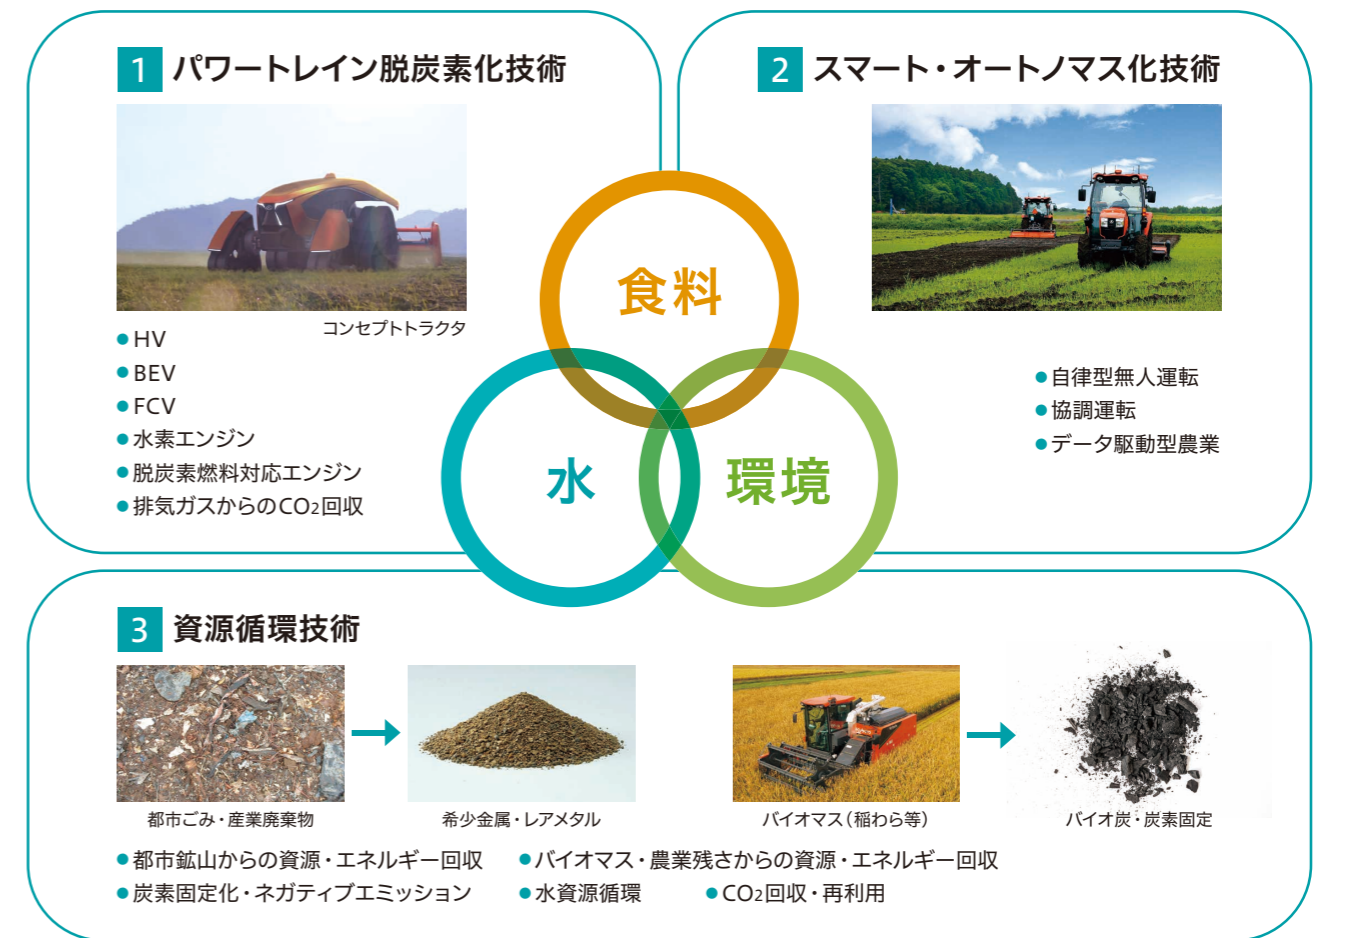 1 パワートレイン脱炭素化技術
コンセプトトラクタ
●HV
●BEV
●FCV
●水素エンジン
●脱炭素燃料対応エンジン
●排気ガスからのCO2回収
2 スマート・オートノマス化技術
●自律型無人運転
●協調運転
●データ駆動型農業
食料
水
環境
3 資源循環技術
都市ごみ・産業廃棄物
希少金属・レアメタル
バイオマス(稲わら等)
バイオ炭・炭素固定
●都市鉱山からの資源・エネルギー回収
●バイオマス・農業残さからの資源・エネルギー回収
●炭素固定化・ネガティブエミッション
●水資源循環
●CO2回収・再利用